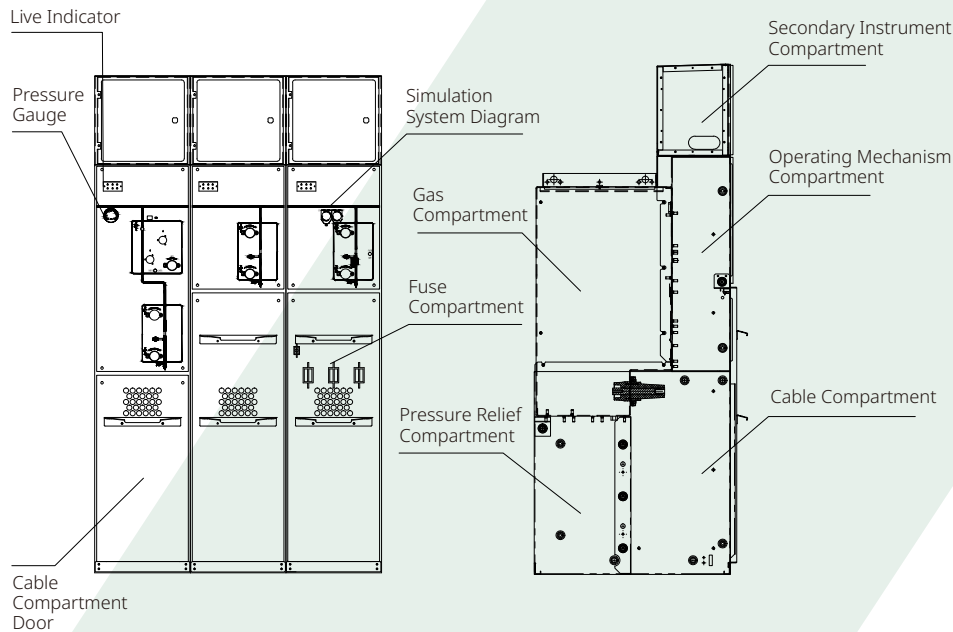 Live Indicator
Pressure
Gauge
Simulation
System Diagram
Gas
Compartment
Fuse
Compartment
Pressure Relief
Compartment
Cable
Compartment
Door
Secondary Instrument
Compartment
Operating Mechanism
Compartment
Cable Compartment